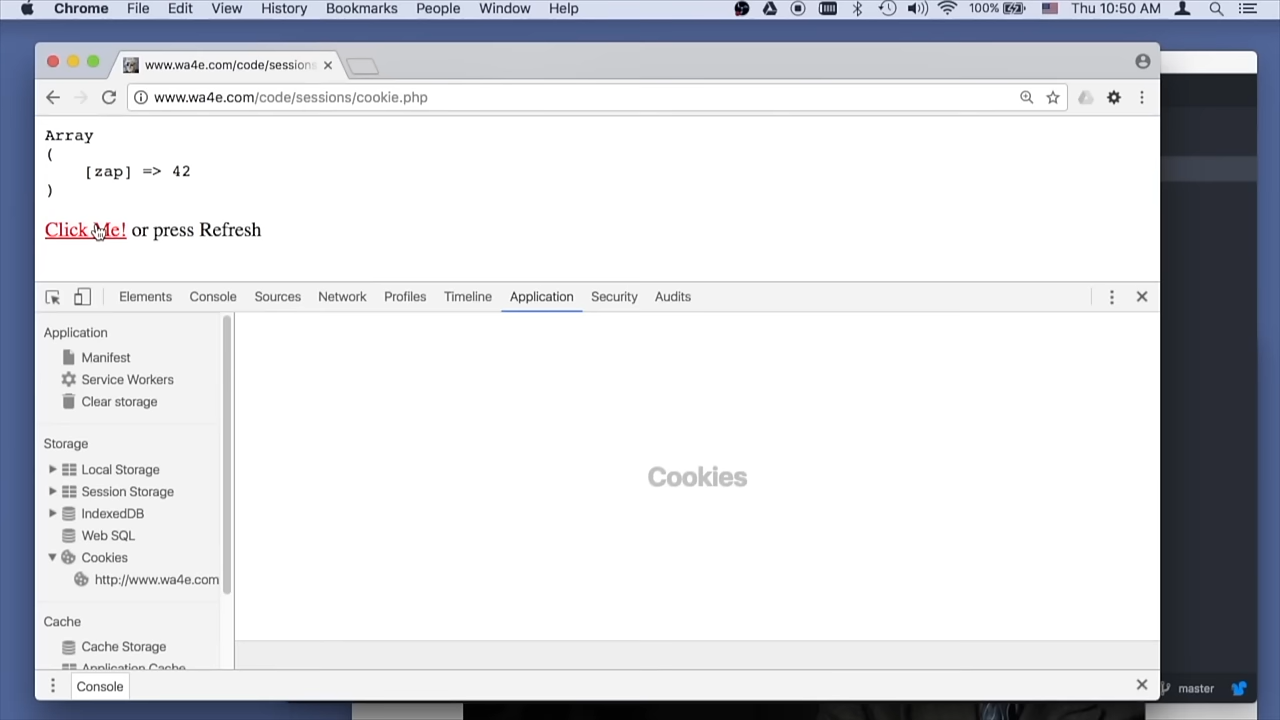 Chrome File Edit View History Bookmarks People Window Help 100% Thu 10:50 AM
www.wa4e.com/code/sessions
www.wa4e.com/code/sessions/cookie.php
Array
(
[zap] => 42
)
Click Me! or press Refresh
Elements Console Sources Network Profiles Timeline Application Security Audits
Application
Manifest
Service Workers
Clear storage
Storage
Local Storage
Session Storage
IndexedDB
Web SQL
Cookies
http://www.wa4e.com
Cookies
Cache
Cache Storage
Application Cache
Console
master